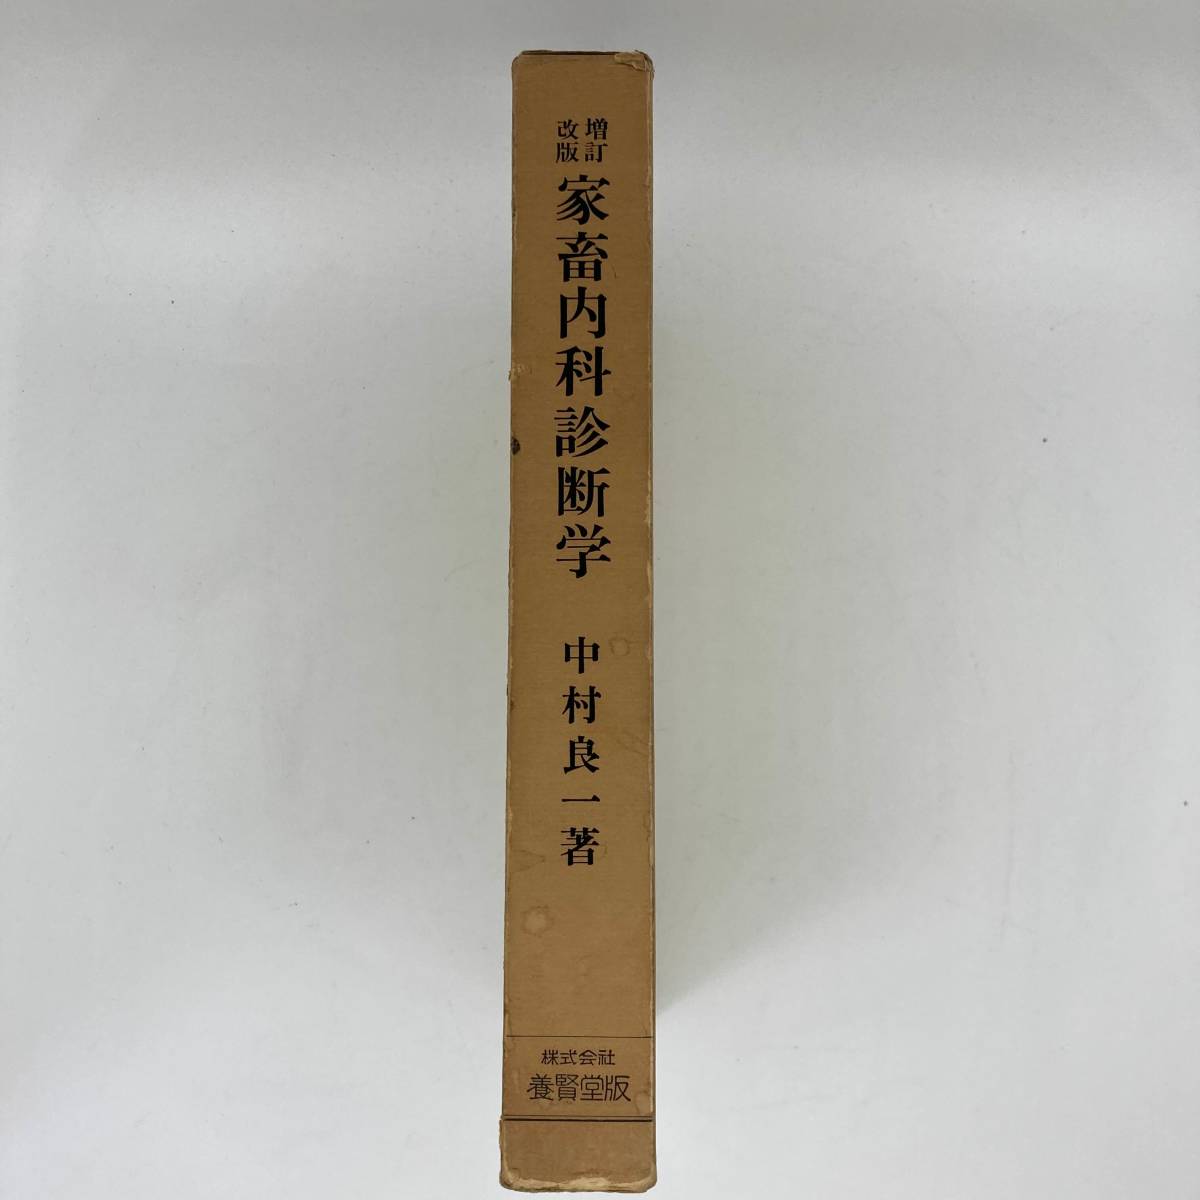 増訂
改版
家畜内科診断学
中村良一著
株式会社
養賢堂版